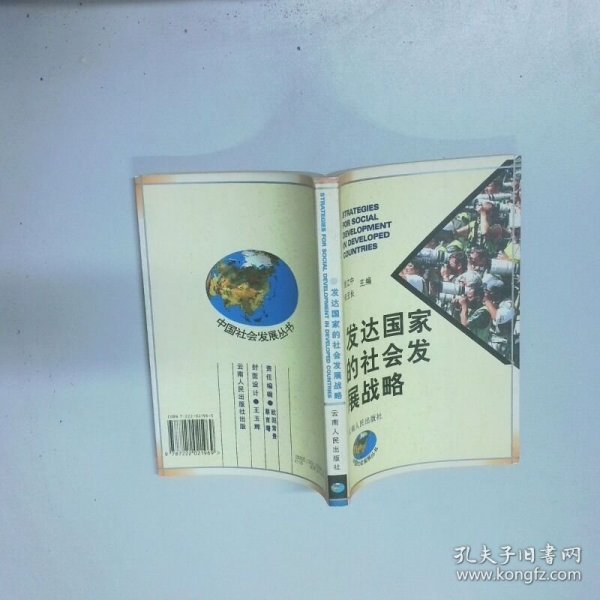 STRATEGIES
FOR SOCIAL
DEVELOPMENT
IN DEVELOPED
COUNTRIES
主编
发达国家
的社会发
展战略
南人民出版社
STRATEGIES FOR SOCIAL DEVELOPMENT IN DEVELOPED COUNTRIES
发达国家的社会发展战略
云南人民出版社
中国社会发展丛书
责任编辑
封面设计 王玉辉
云南人民出版社出版
9 787222 021969
孔夫子旧书网
www.kongfz.com